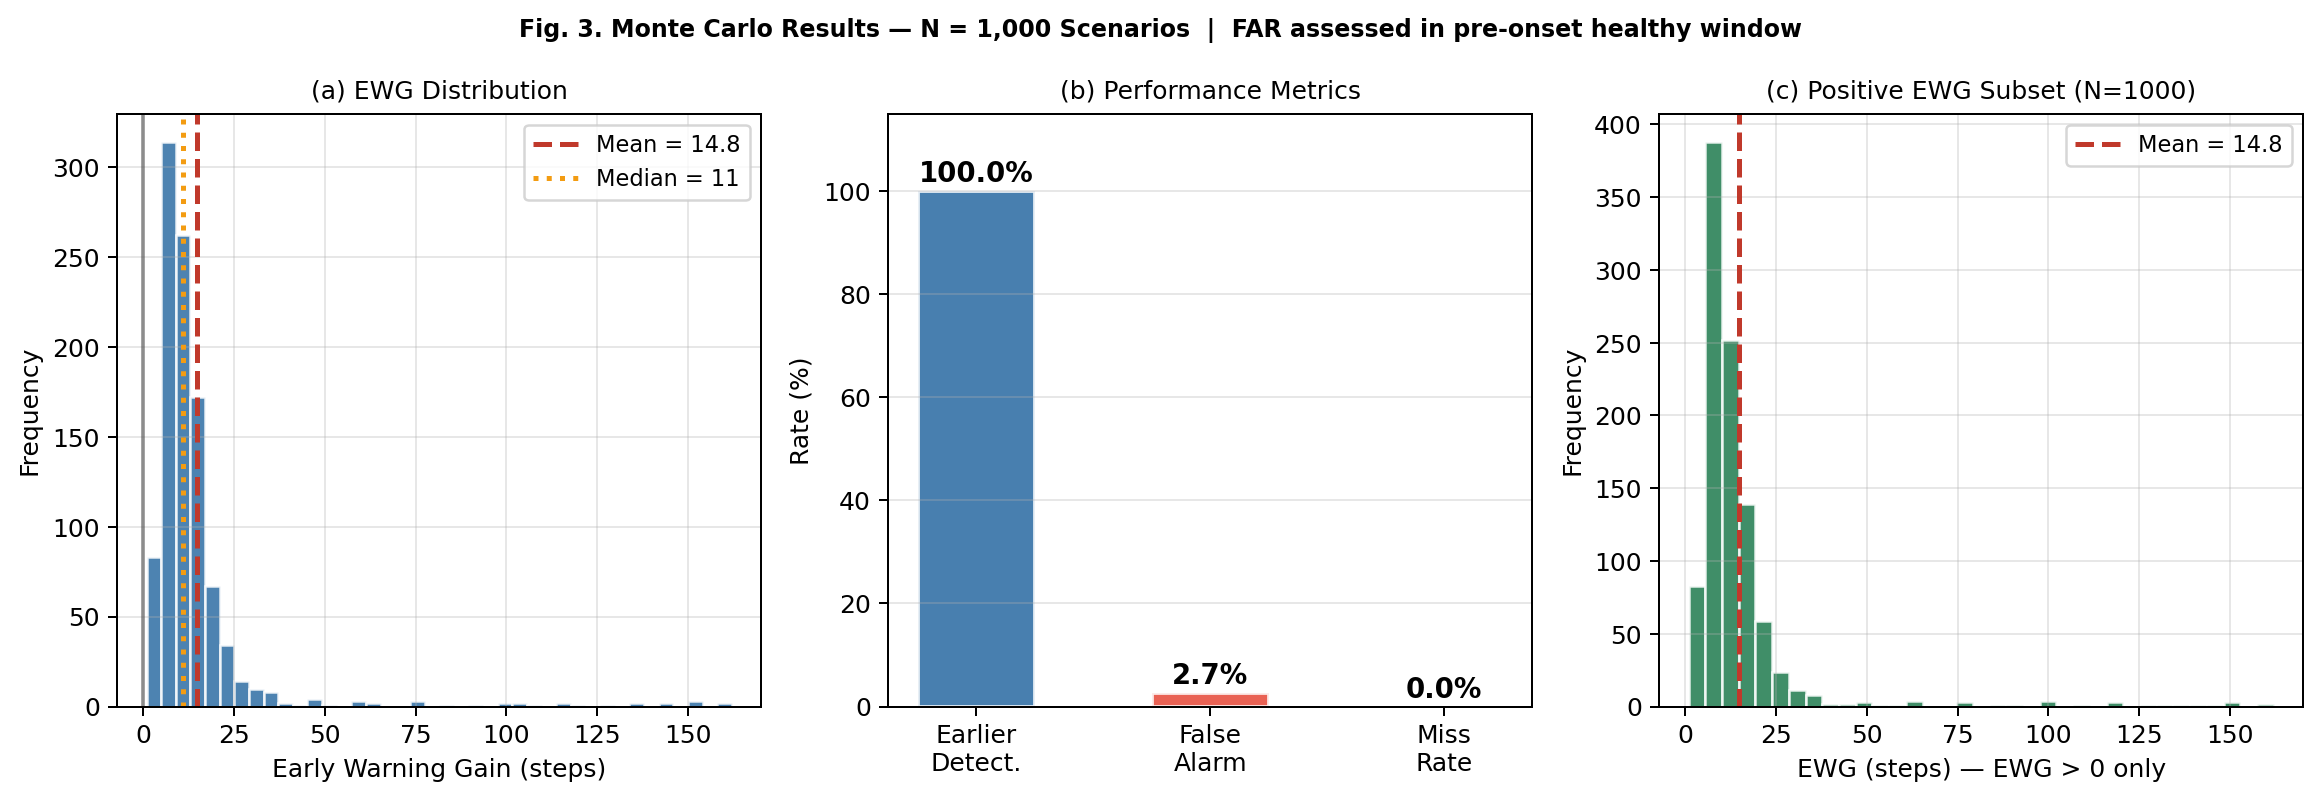 Fig. 3. Monte Carlo Results — N = 1,000 Scenarios | FAR assessed in pre-onset healthy window
(a) EWG Distribution
Mean = 14.8
Median = 11
Frequency
300
250
200
150
100
50
0
0 25 50 75 100 125 150
Early Warning Gain (steps)
(b) Performance Metrics
Rate (%)
100
80
60
40
20
0
100.0%
2.7%
0.0%
Earlier
Detect.
False
Alarm
Miss
Rate
(c) Positive EWG Subset (N=1000)
Mean = 14.8
Frequency
400
350
300
250
200
150
100
50
0
0 25 50 75 100 125 150
EWG (steps) — EWG > 0 only